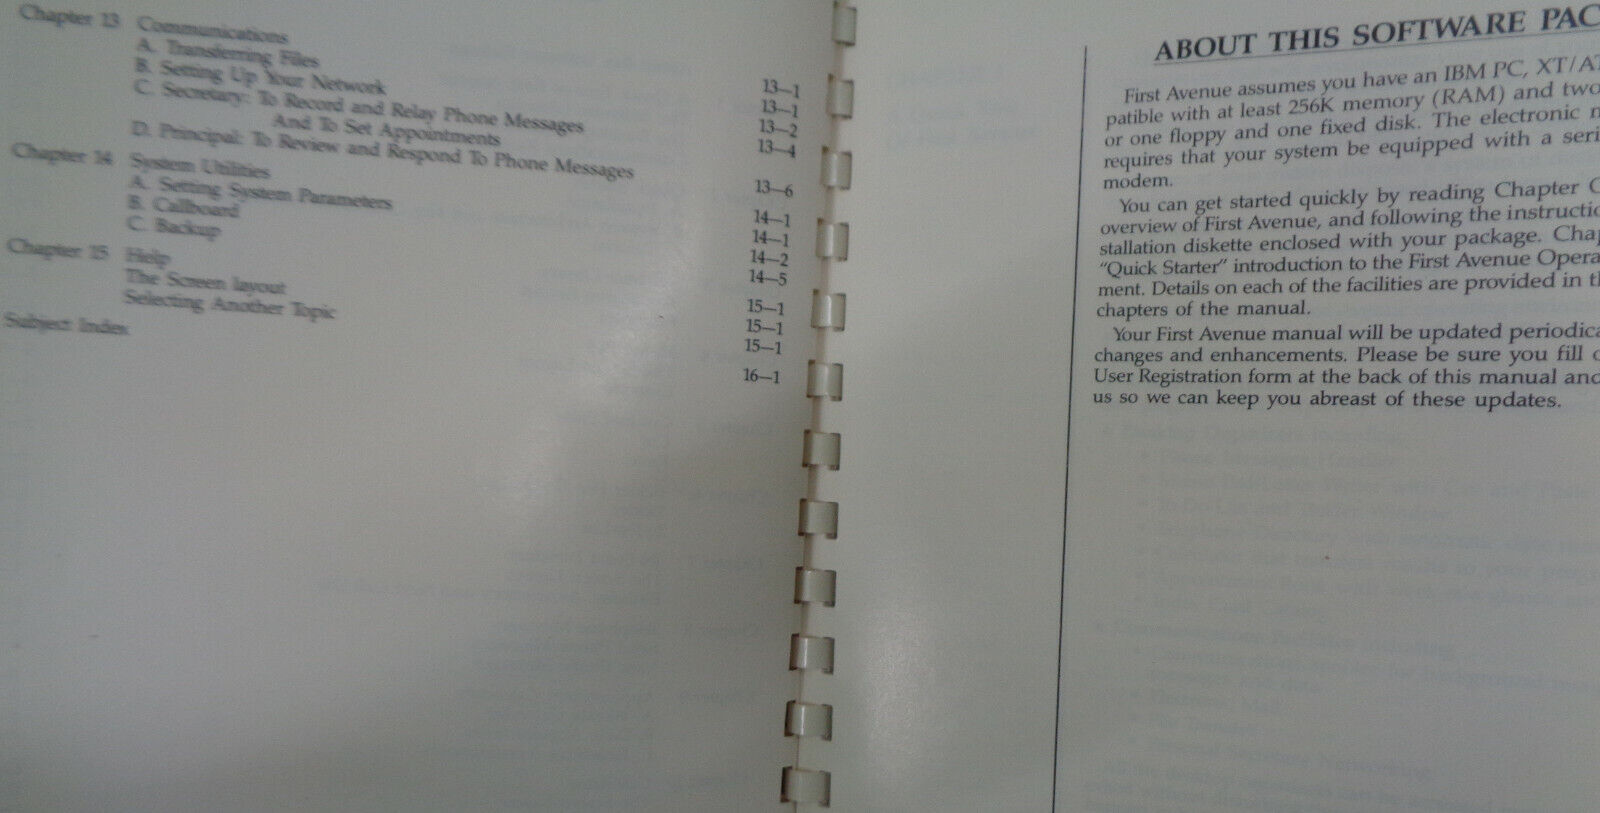 Chapter 13 Communications 13—1
A. Transferring Files 13—1
B. Setting Up Your Network 13—2
C. Secretary: To Record and Relay Phone Messages
And To Set Appointments 13—4
D. Principal: To Review and Respond To Phone Messages 13—6
Chapter 14 System Utilities 14—1
A. Setting System Parameters 14—1
B. Callboard 14—2
C. Backup 14—5
Chapter 15 Help 15—1
The Screen layout 15—1
Selecting Another Topic 15—1
Subject Index 16—1
ABOUT THIS SOFTWARE PAC
First Avenue assumes you have an IBM PC, XT/AT
patible with at least 256K memory (RAM) and two
or one floppy and one fixed disk. The electronic m
requires that your system be equipped with a seri
modem.
You can get started quickly by reading Chapter O
overview of First Avenue, and following the instructio
stallation diskette enclosed with your package. Chap
“Quick Starter” introduction to the First Avenue Opera
ment. Details on each of the facilities are provided in th
chapters of the manual.
Your First Avenue manual will be updated periodica
changes and enhancements. Please be sure you fill o
User Registration form at the back of this manual and
us so we can keep you abreast of these updates.